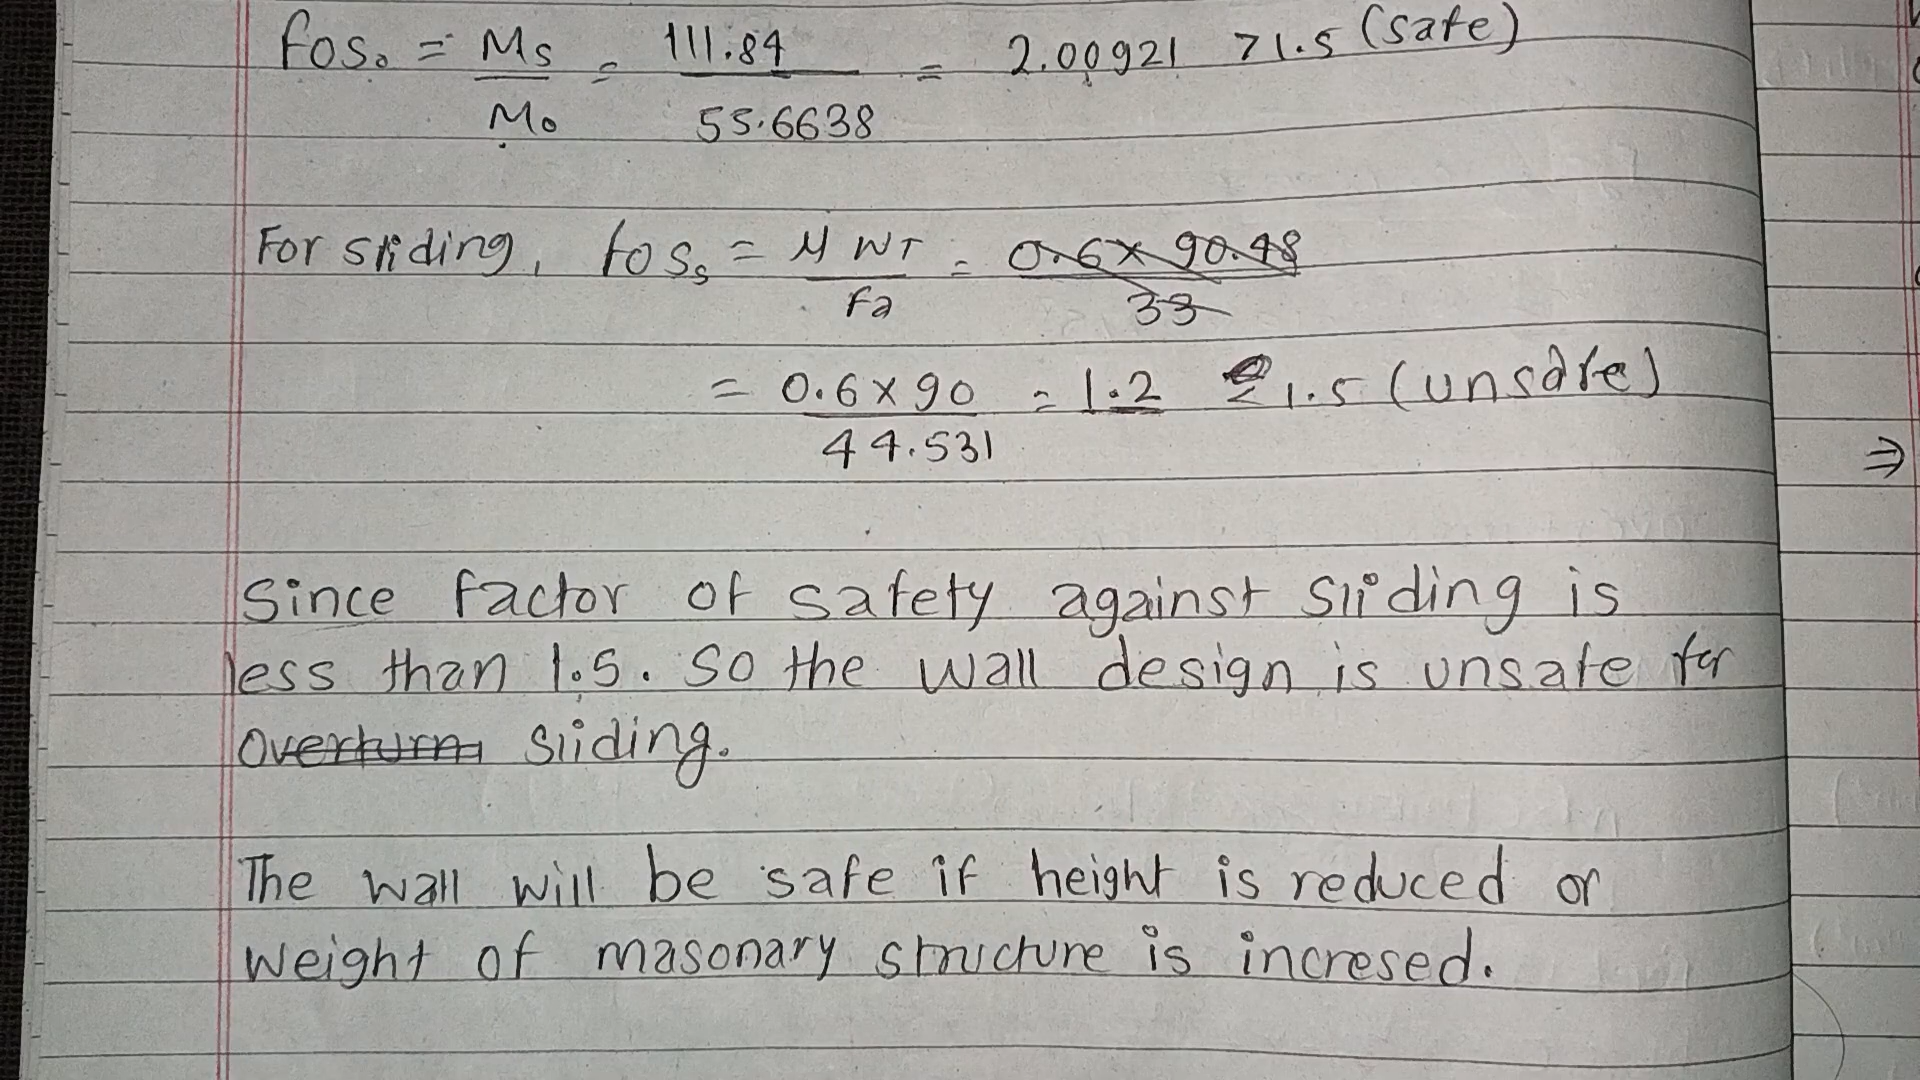 fos₀ = Ms/Mo = 111.84/55.6638 = 2.00921 >1.5 (safe)
For sliding, fosₛ = μ WT/Fa = 0.6×90.48/33
= 0.6×90/44.531 = 1.2 ≤1.5 (unsafe)
⇒
Since factor of safety against sliding is
less than 1.5. So the wall design is unsafe for
overturn sliding.
The wall will be safe if height is reduced or
weight of masonary structure is incresed.